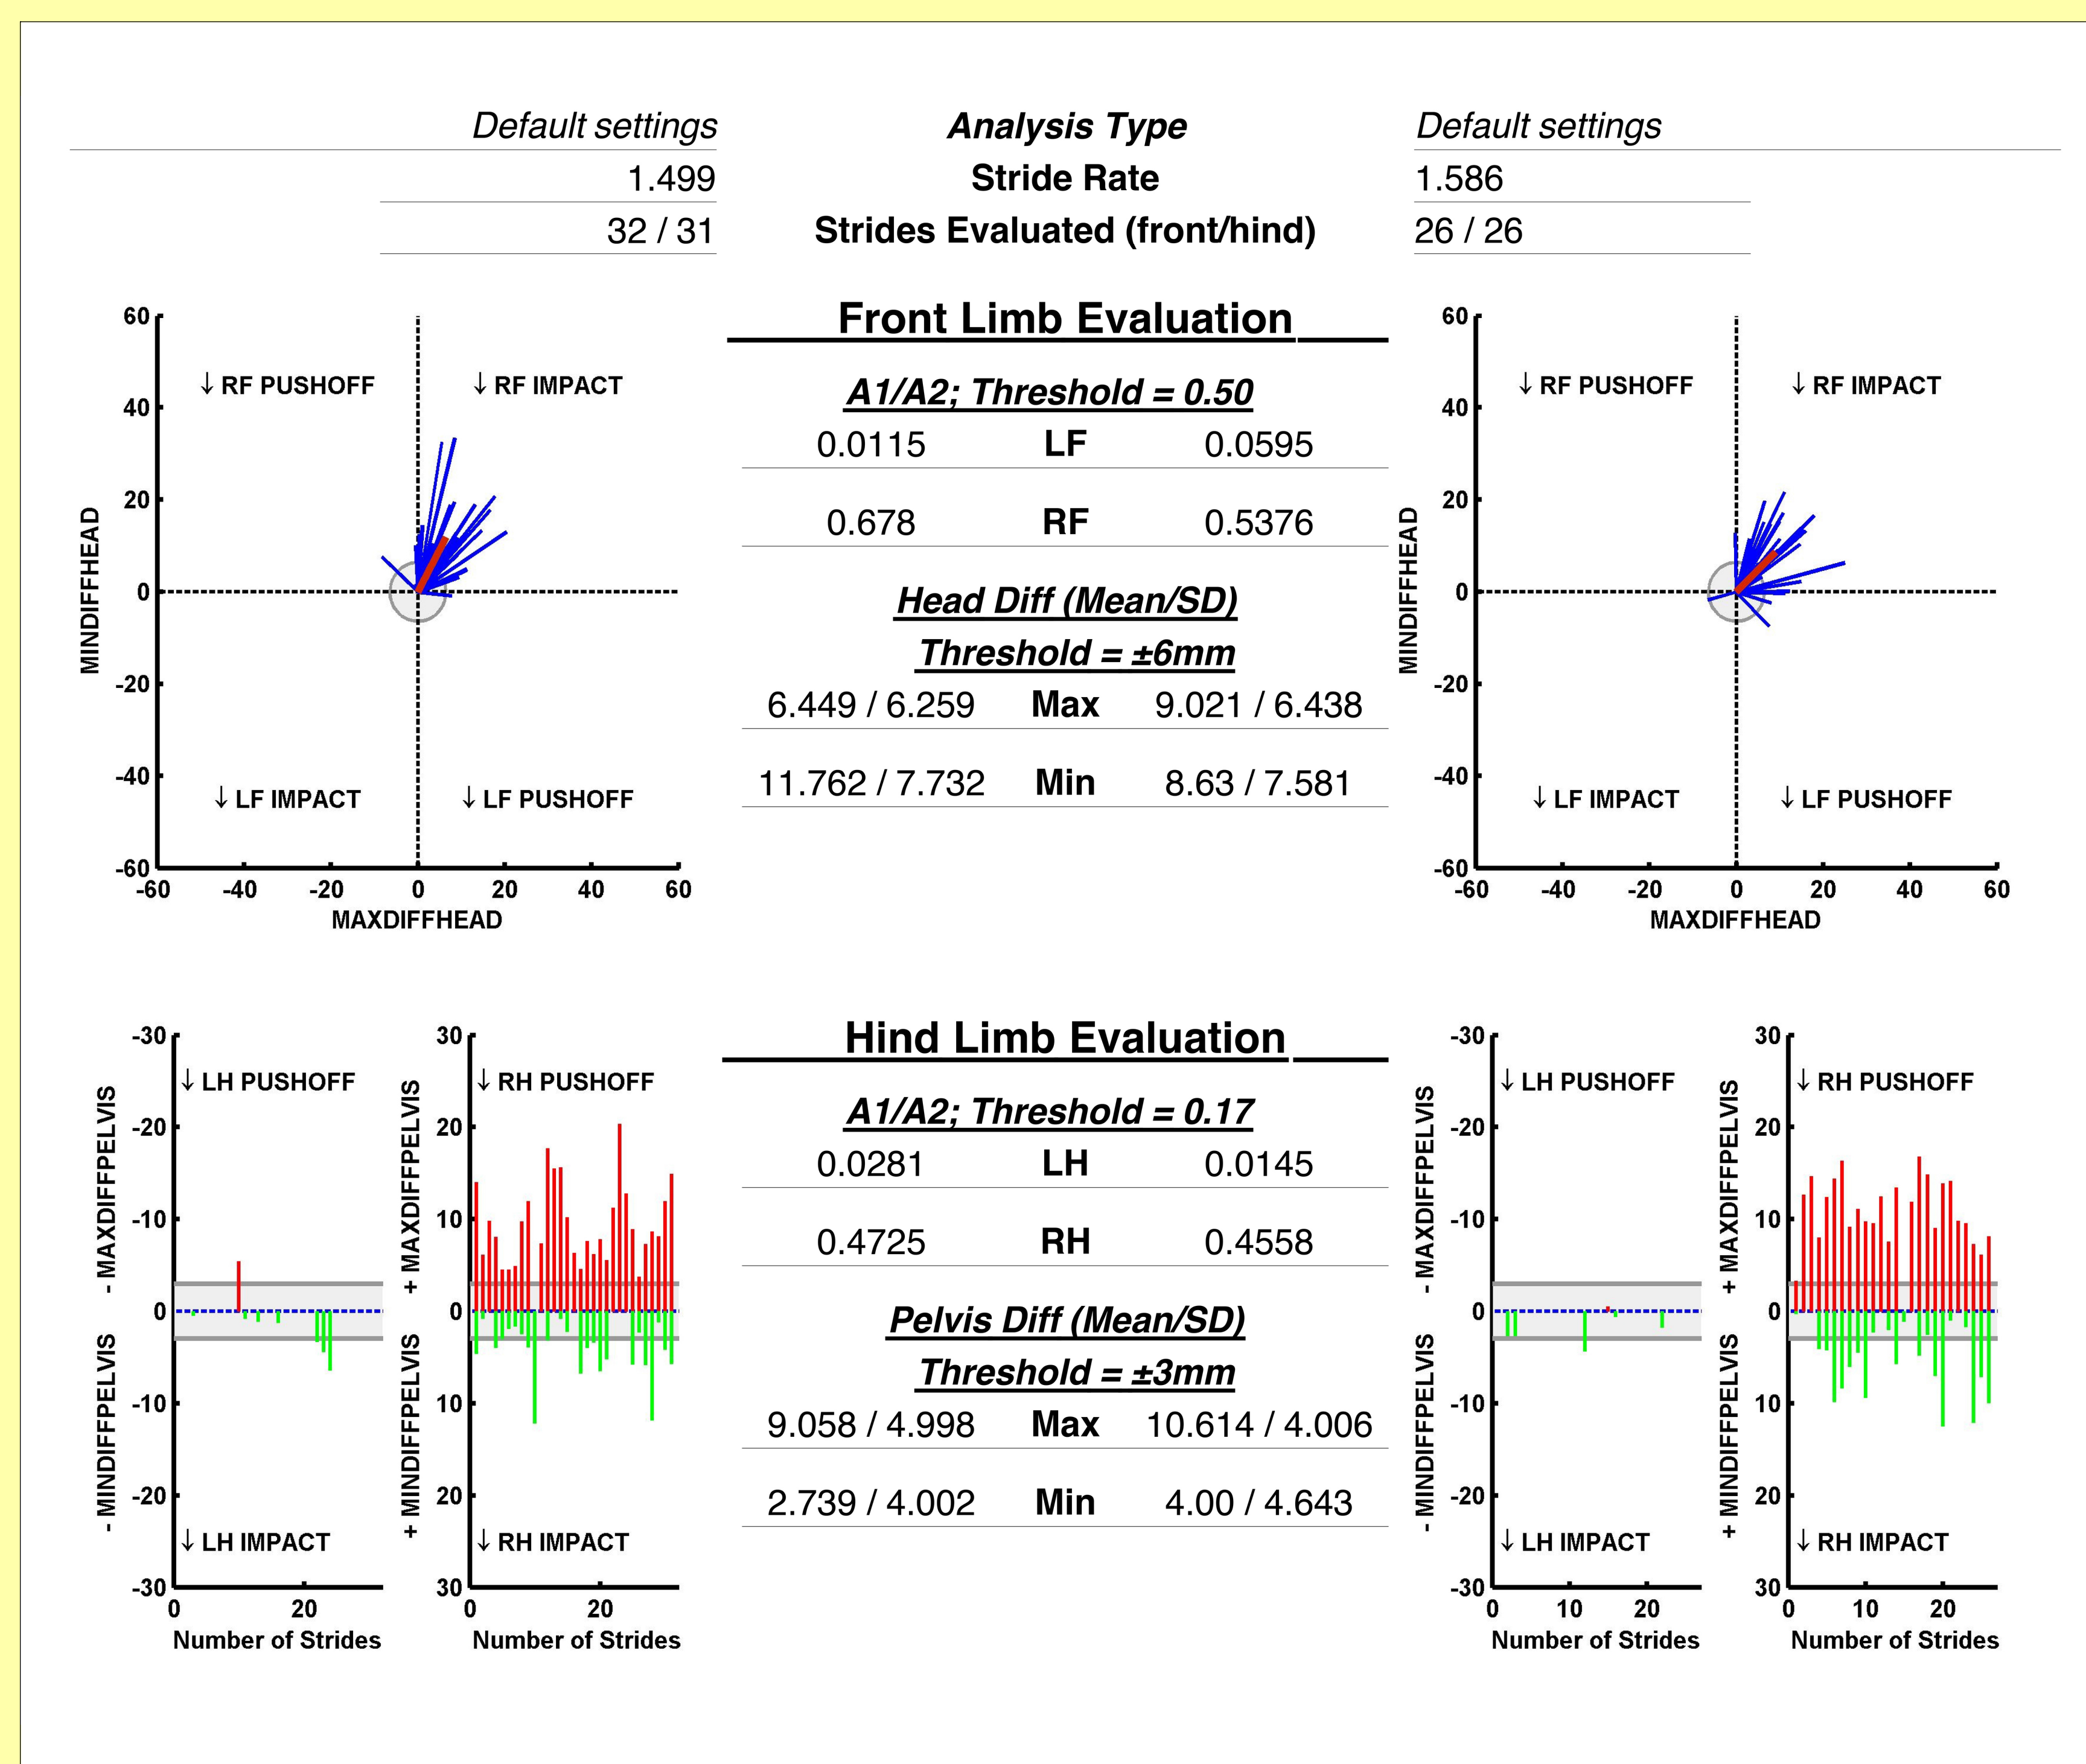 Default settings Analysis Type Default settings
1.499 Stride Rate 1.586
32 / 31 Strides Evaluated (front/hind) 26 / 26
Front Limb Evaluation
A1/A2; Threshold = 0.50
0.0115 LF 0.0595
0.678 RF 0.5376
Head Diff (Mean/SD)
Threshold = ±6mm
6.449 / 6.259 Max 9.021 / 6.438
11.762 / 7.732 Min 8.63 / 7.581
60
↓ RF PUSHOFF ↓ RF IMPACT
40
20
MINDIFFHEAD
0
-20
-40
↓ LF IMPACT ↓ LF PUSHOFF
-60
-60 -40 -20 0 20 40 60
MAXDIFFHEAD
60
↓ RF PUSHOFF ↓ RF IMPACT
40
20
MINDIFFHEAD
0
-20
-40
↓ LF IMPACT ↓ LF PUSHOFF
-60
-60 -40 -20 0 20 40 60
MAXDIFFHEAD
Hind Limb Evaluation
A1/A2; Threshold = 0.17
0.0281 LH 0.0145
0.4725 RH 0.4558
Pelvis Diff (Mean/SD)
Threshold = ±3mm
9.058 / 4.998 Max 10.614 / 4.006
2.739 / 4.002 Min 4.00 / 4.643
-30
↓ LH PUSHOFF
-20
- MAXDIFFPELVIS
-10
0
- MINDIFFPELVIS
-10
-20
↓ LH IMPACT
-30
0 20
Number of Strides
30
↓ RH PUSHOFF
20
+ MAXDIFFPELVIS
10
0
+ MINDIFFPELVIS
10
20
↓ RH IMPACT
30
0 20
Number of Strides
-30
↓ LH PUSHOFF
-20
- MAXDIFFPELVIS
-10
0
- MINDIFFPELVIS
-10
-20
↓ LH IMPACT
-30
0 10 20
Number of Strides
30
↓ RH PUSHOFF
20
+ MAXDIFFPELVIS
10
0
+ MINDIFFPELVIS
10
20
↓ RH IMPACT
30
0 10 20
Number of Strides